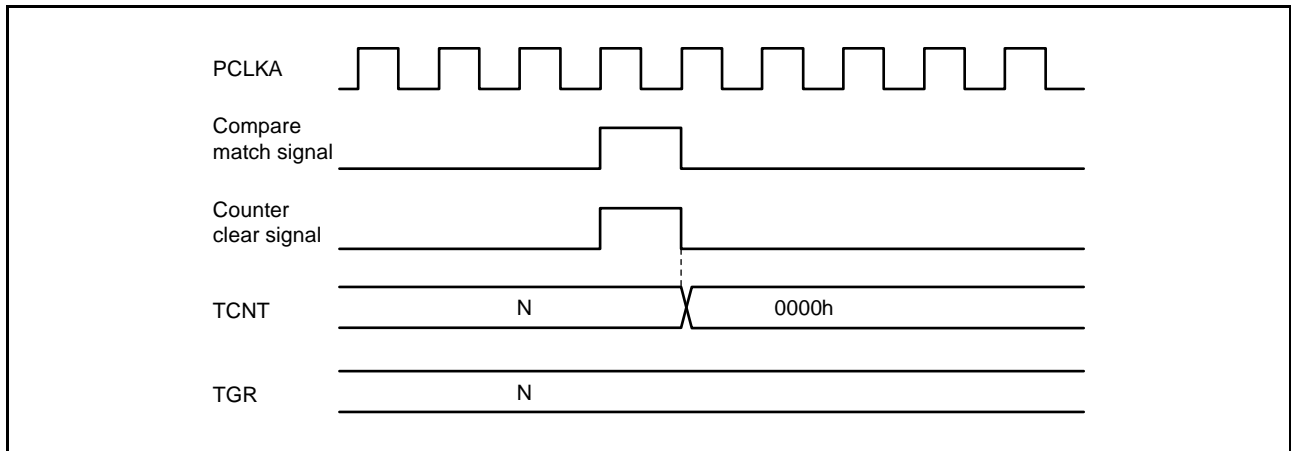 PCLKA
Compare
match signal
Counter
clear signal
TCNT N 0000h
TGR N